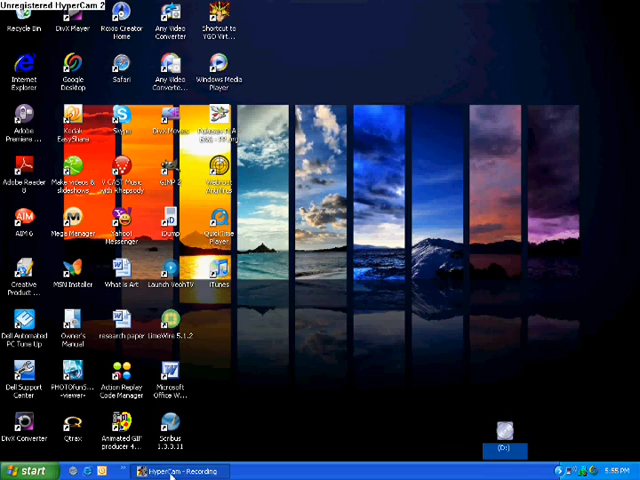 Unregistered HyperCam 2
Recycle Bin
DivX Player
Roxio Creator
Home
Any Video
Converter
Shortcut to
YGO Virt...
Internet
Explorer
Google
Desktop
Safari
Any Video
Converte...
Windows Media
Player
Adobe
Premiere ...
Kodak
EasyShare
Skype
DivX Movies
Adobe Reader
Make videos &
slideshows...
V CAST Music
with Rhapsody
GIMP 2
Webroot
AIM 6
Mega Manager
Yahoo!
Messenger
iDump
QuickTime
Player
Creative
Product ...
MSN Installer
What is Art
Launch VeohTV
iTunes
Dell Automated
PC Tune Up
Owner's
Manual
research paper
LimeWire 5.1.2
Dell Support
Center
PHOTOfunS...
-viewer-
Action Replay
Code Manager
Microsoft
Office W...
DivX Converter
Qtrax
Animated GIF
producer 4...
Scribus
1.3.3.11
(D:)
start
HyperCam - Recording
5:55 PM